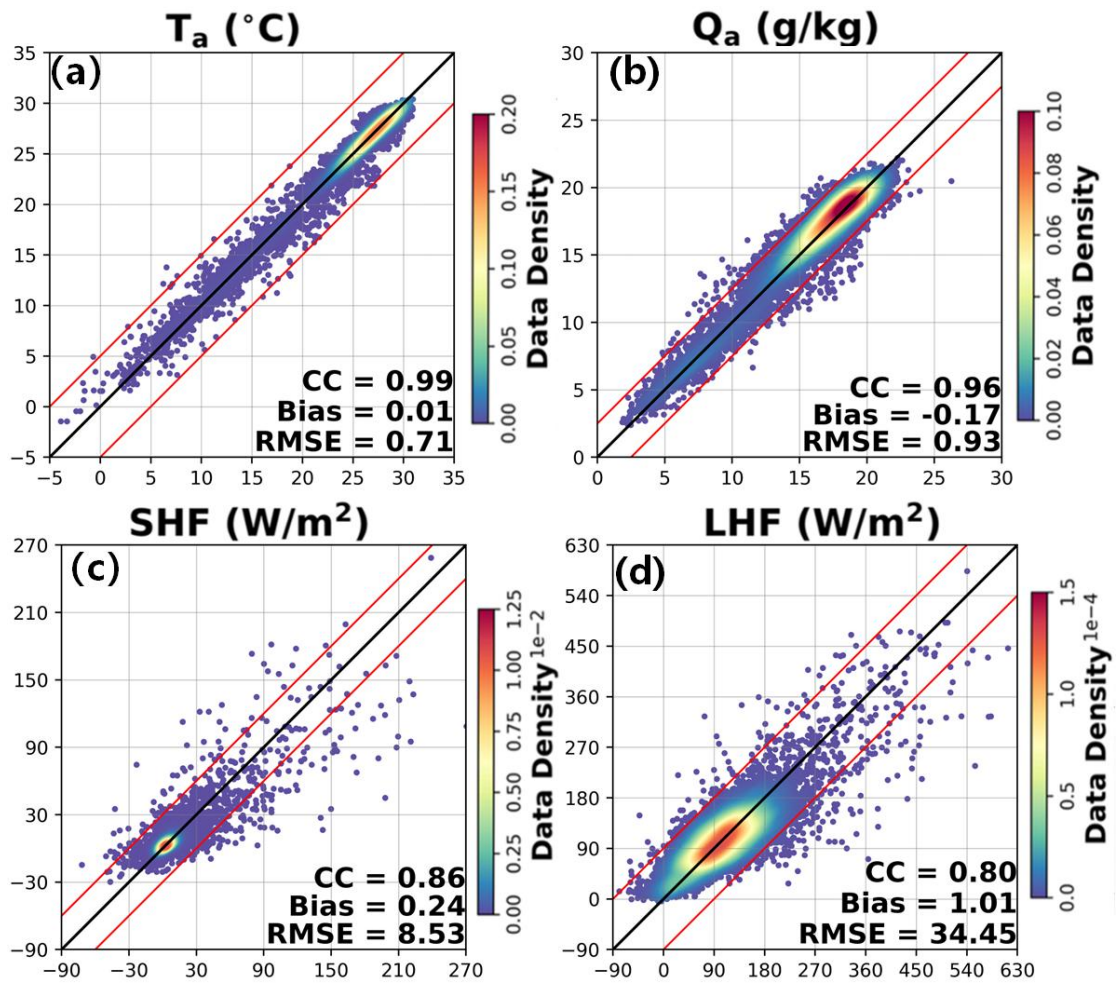 Tₐ (°C)
(a)
35
30
25
20
15
10
5
0
−5
−5 0 5 10 15 20 25 30 35
CC = 0.99
Bias = 0.01
RMSE = 0.71
0.20
0.15
0.10
0.05
0.00
Data Density
Qₐ (g/kg)
(b)
30
25
20
15
10
5
0
0 5 10 15 20 25 30
CC = 0.96
Bias = -0.17
RMSE = 0.93
0.10
0.08
0.06
0.04
0.02
0.00
Data Density
SHF (W/m²)
(c)
270
210
150
90
30
−30
−90
−90 −30 30 90 150 210 270
CC = 0.86
Bias = 0.24
RMSE = 8.53
1.25
1.00
0.75
0.50
0.25
0.00
Data Density 1e−2
LHF (W/m²)
(d)
630
540
450
360
270
180
90
0
−90
−90 0 90 180 270 360 450 540 630
CC = 0.80
Bias = 1.01
RMSE = 34.45
1.5
1.0
0.5
0.0
Data Density 1e−4